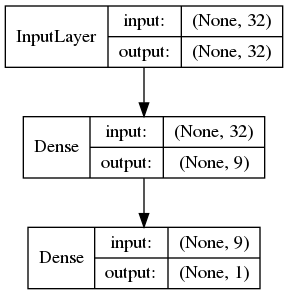 InputLayer
input: (None, 32)
output: (None, 32)
Dense
input: (None, 32)
output: (None, 9)
Dense
input: (None, 9)
output: (None, 1)